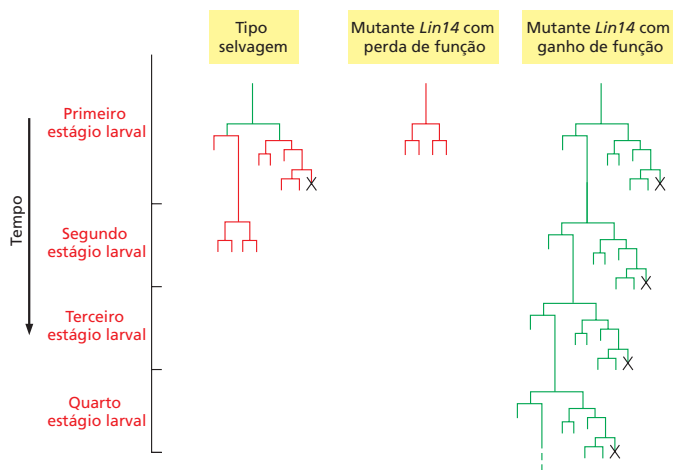 Tipo
selvagem
Mutante Lin14 com
perda de função
Mutante Lin14 com
ganho de função
Tempo
Primeiro
estágio larval
Segundo
estágio larval
Terceiro
estágio larval
Quarto
estágio larval
X
X
X
X
X